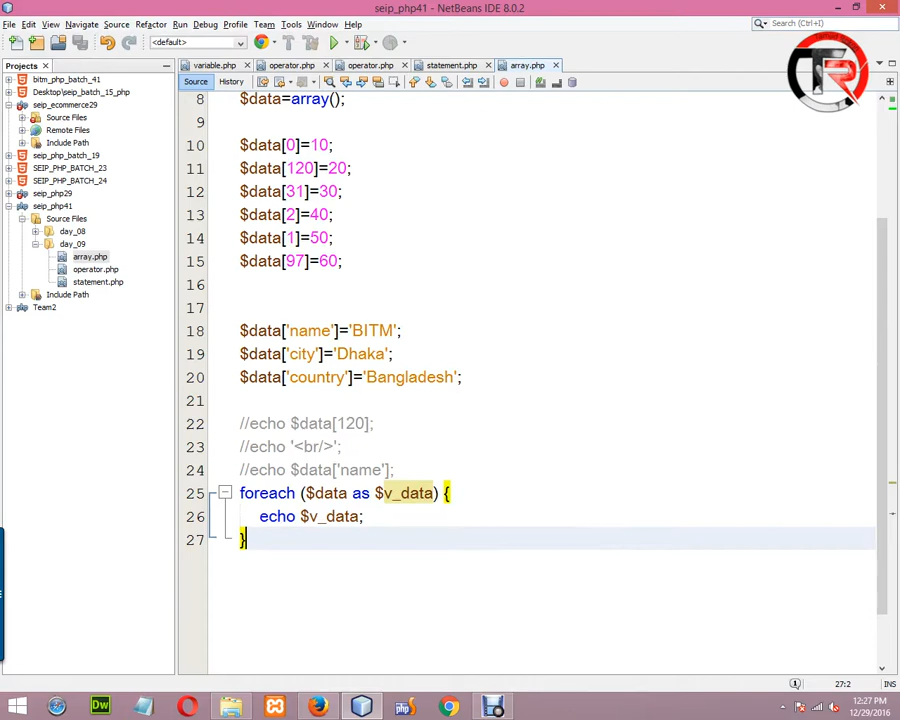 seip_php41 - NetBeans IDE 8.0.2
File Edit View Navigate Source Refactor Run Debug Profile Team Tools Window Help
Search (Ctrl+I)
<default>
Projects
variable.php operator.php operator.php statement.php array.php
Source History
bitm_php_batch_41
Desktop\seip_batch_15_php
seip_ecommerce29
Source Files
Remote Files
Include Path
seip_php_batch_19
SEIP_PHP_BATCH_23
SEIP_PHP_BATCH_24
seip_php29
seip_php41
Source Files
day_08
day_09
array.php
operator.php
statement.php
Include Path
Team2
8 $data=array();
9
10 $data[0]=10;
11 $data[120]=20;
12 $data[31]=30;
13 $data[2]=40;
14 $data[1]=50;
15 $data[97]=60;
16
17
18 $data['name']='BITM';
19 $data['city']='Dhaka';
20 $data['country']='Bangladesh';
21
22 //echo $data[120];
23 //echo '<br/>';
24 //echo $data['name'];
25 foreach ($data as $v_data) {
26 echo $v_data;
27 }
TR
27:2 INS
Dw
php
12:27 PM
12/29/2016